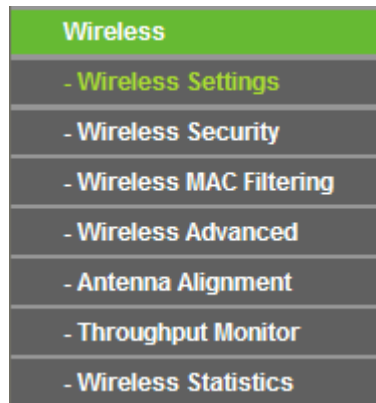 Wireless
- Wireless Settings
- Wireless Security
- Wireless MAC Filtering
- Wireless Advanced
- Antenna Alignment
- Throughput Monitor
- Wireless Statistics